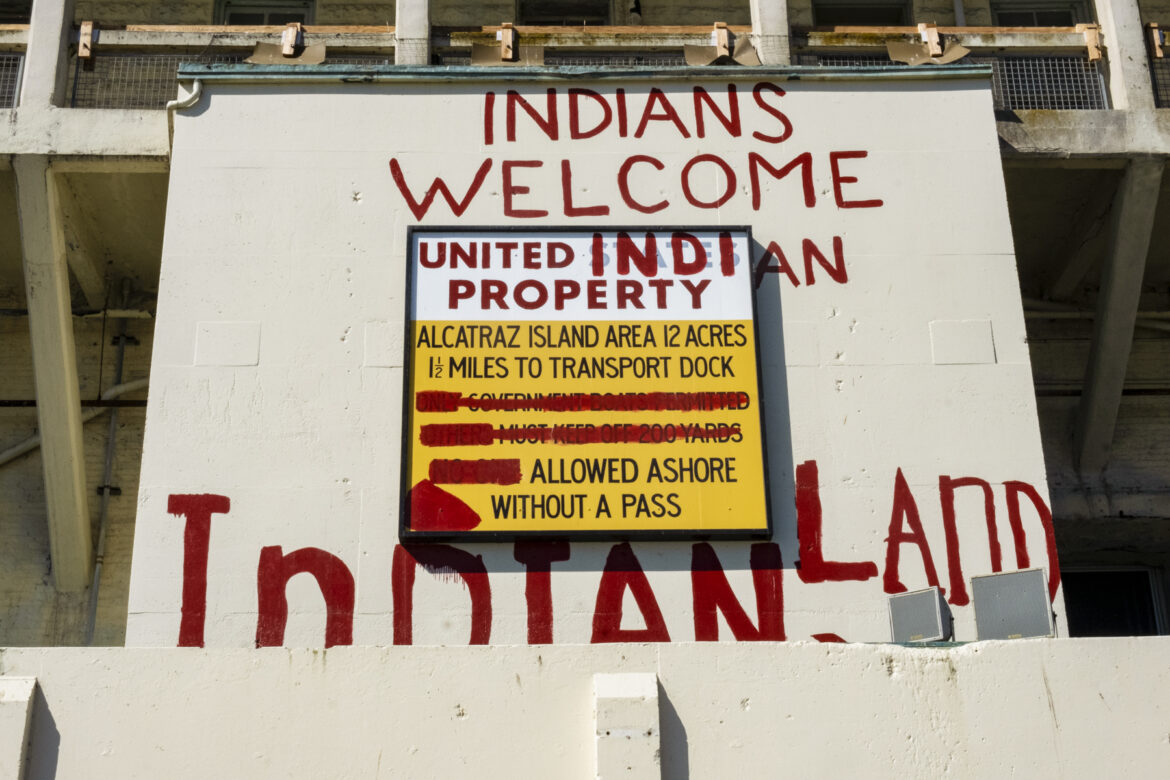 INDIANS
WELCOME
UNITED INDIAN
PROPERTY
ALCATRAZ ISLAND AREA 12 ACRES
1½ MILES TO TRANSPORT DOCK
ONLY GOVERNMENT BOATS PERMITTED
OTHERS MUST KEEP OFF 200 YARDS
NO ONE ALLOWED ASHORE
WITHOUT A PASS
InDIAN LAnD